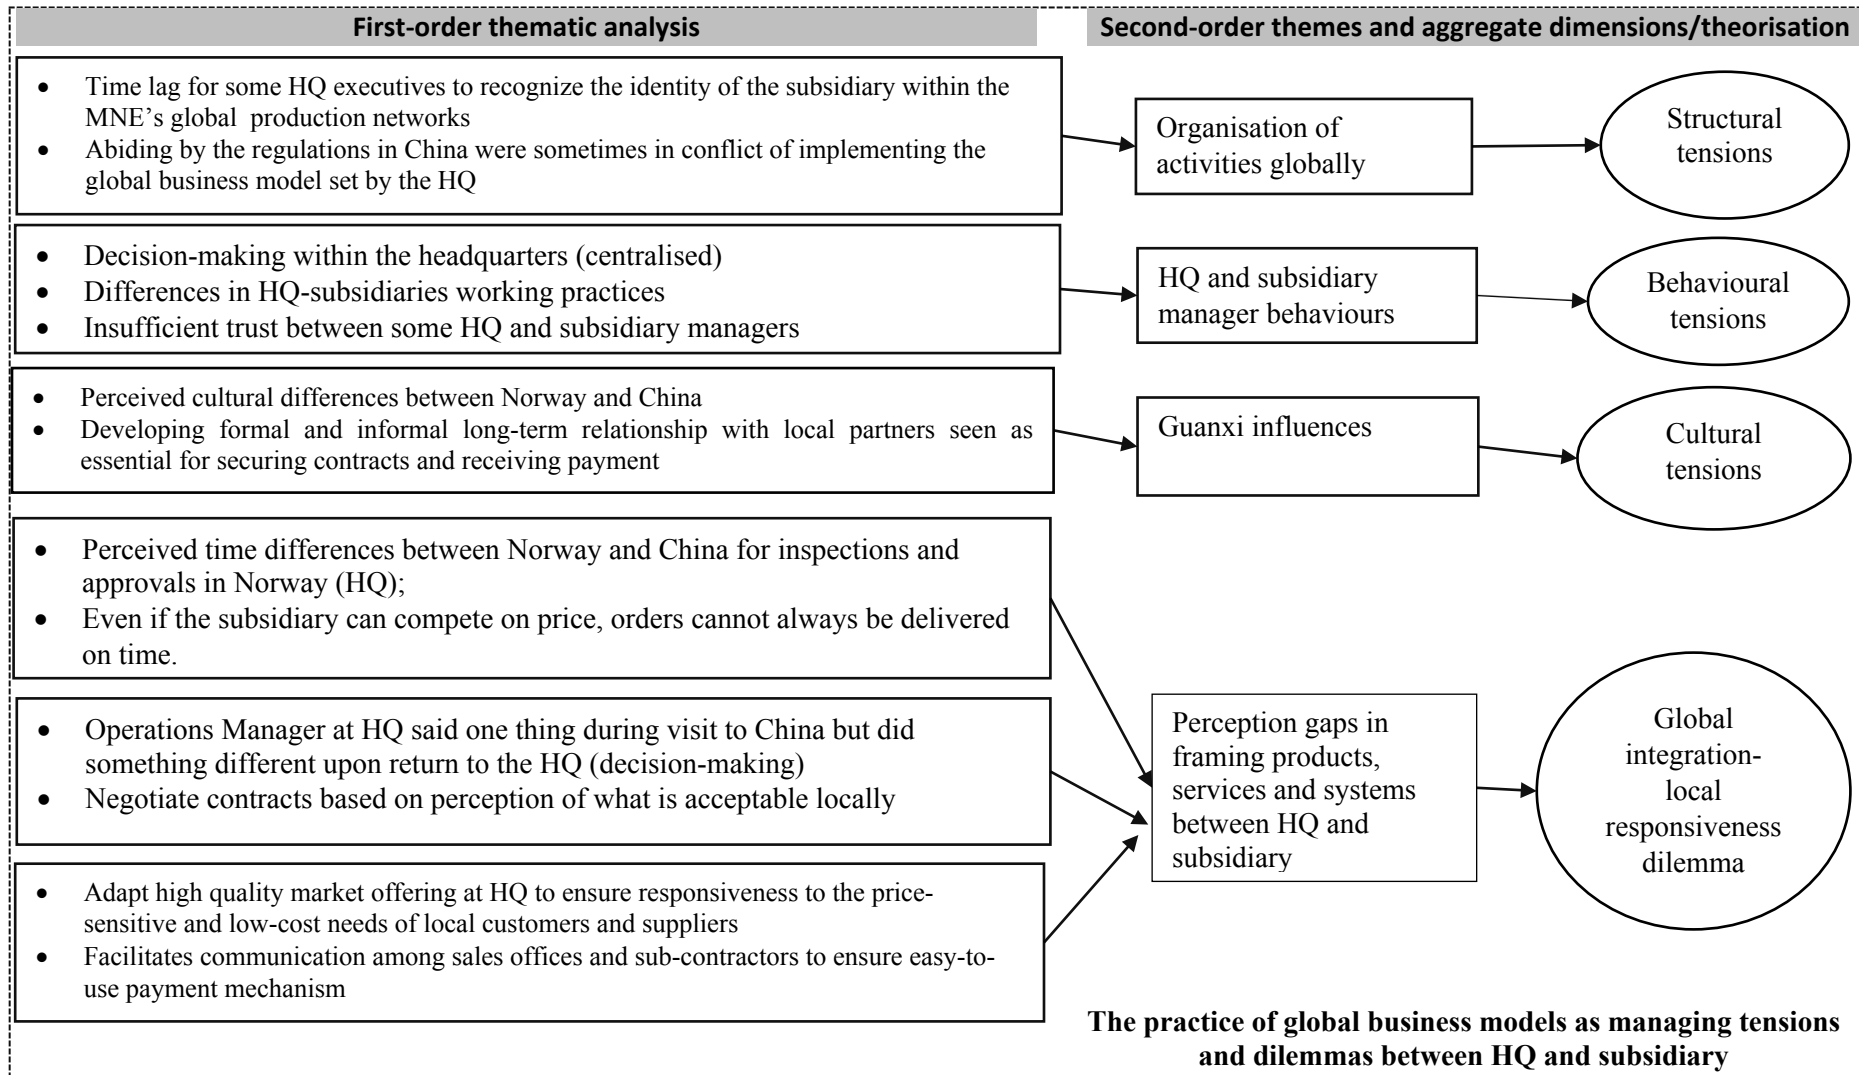 First-order thematic analysis
Second-order themes and aggregate dimensions/theorisation
• Time lag for some HQ executives to recognize the identity of the subsidiary within the
MNE’s global production networks
• Abiding by the regulations in China were sometimes in conflict of implementing the
global business model set by the HQ
Organisation of
activities globally
Structural
tensions
• Decision-making within the headquarters (centralised)
• Differences in HQ-subsidiaries working practices
• Insufficient trust between some HQ and subsidiary managers
HQ and subsidiary
manager behaviours
Behavioural
tensions
• Perceived cultural differences between Norway and China
• Developing formal and informal long-term relationship with local partners seen as
essential for securing contracts and receiving payment
Guanxi influences
Cultural
tensions
• Perceived time differences between Norway and China for inspections and
approvals in Norway (HQ);
• Even if the subsidiary can compete on price, orders cannot always be delivered
on time.
• Operations Manager at HQ said one thing during visit to China but did
something different upon return to the HQ (decision-making)
• Negotiate contracts based on perception of what is acceptable locally
• Adapt high quality market offering at HQ to ensure responsiveness to the price-
sensitive and low-cost needs of local customers and suppliers
• Facilitates communication among sales offices and sub-contractors to ensure easy-to-
use payment mechanism
Perception gaps in
framing products,
services and systems
between HQ and
subsidiary
Global
integration-
local
responsiveness
dilemma
The practice of global business models as managing tensions
and dilemmas between HQ and subsidiary